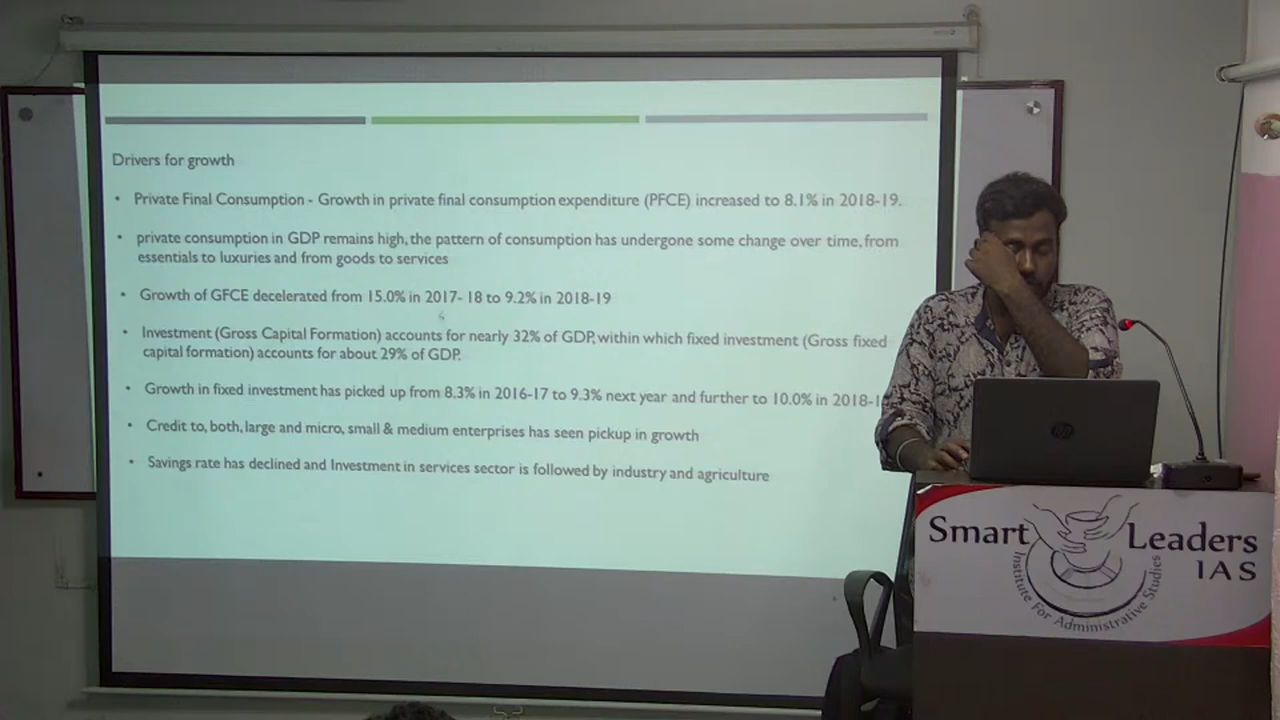 Drivers for growth
• Private Final Consumption - Growth in private final consumption expenditure (PFCE) increased to 8.1% in 2018-19.
• private consumption in GDP remains high, the pattern of consumption has undergone some change over time, from
essentials to luxuries and from goods to services
• Growth of GFCE decelerated from 15.0% in 2017- 18 to 9.2% in 2018-19
• Investment (Gross Capital Formation) accounts for nearly 32% of GDP, within which fixed investment (Gross fixed
capital formation) accounts for about 29% of GDP.
• Growth in fixed investment has picked up from 8.3% in 2016-17 to 9.3% next year and further to 10.0% in
• Credit to, both, large and micro, small & medium enterprises has seen pickup in growth
• Savings rate has declined and Investment in services sector is followed by industry and agriculture
hp
Smart Leaders
IAS
Institute For Administrative Studies